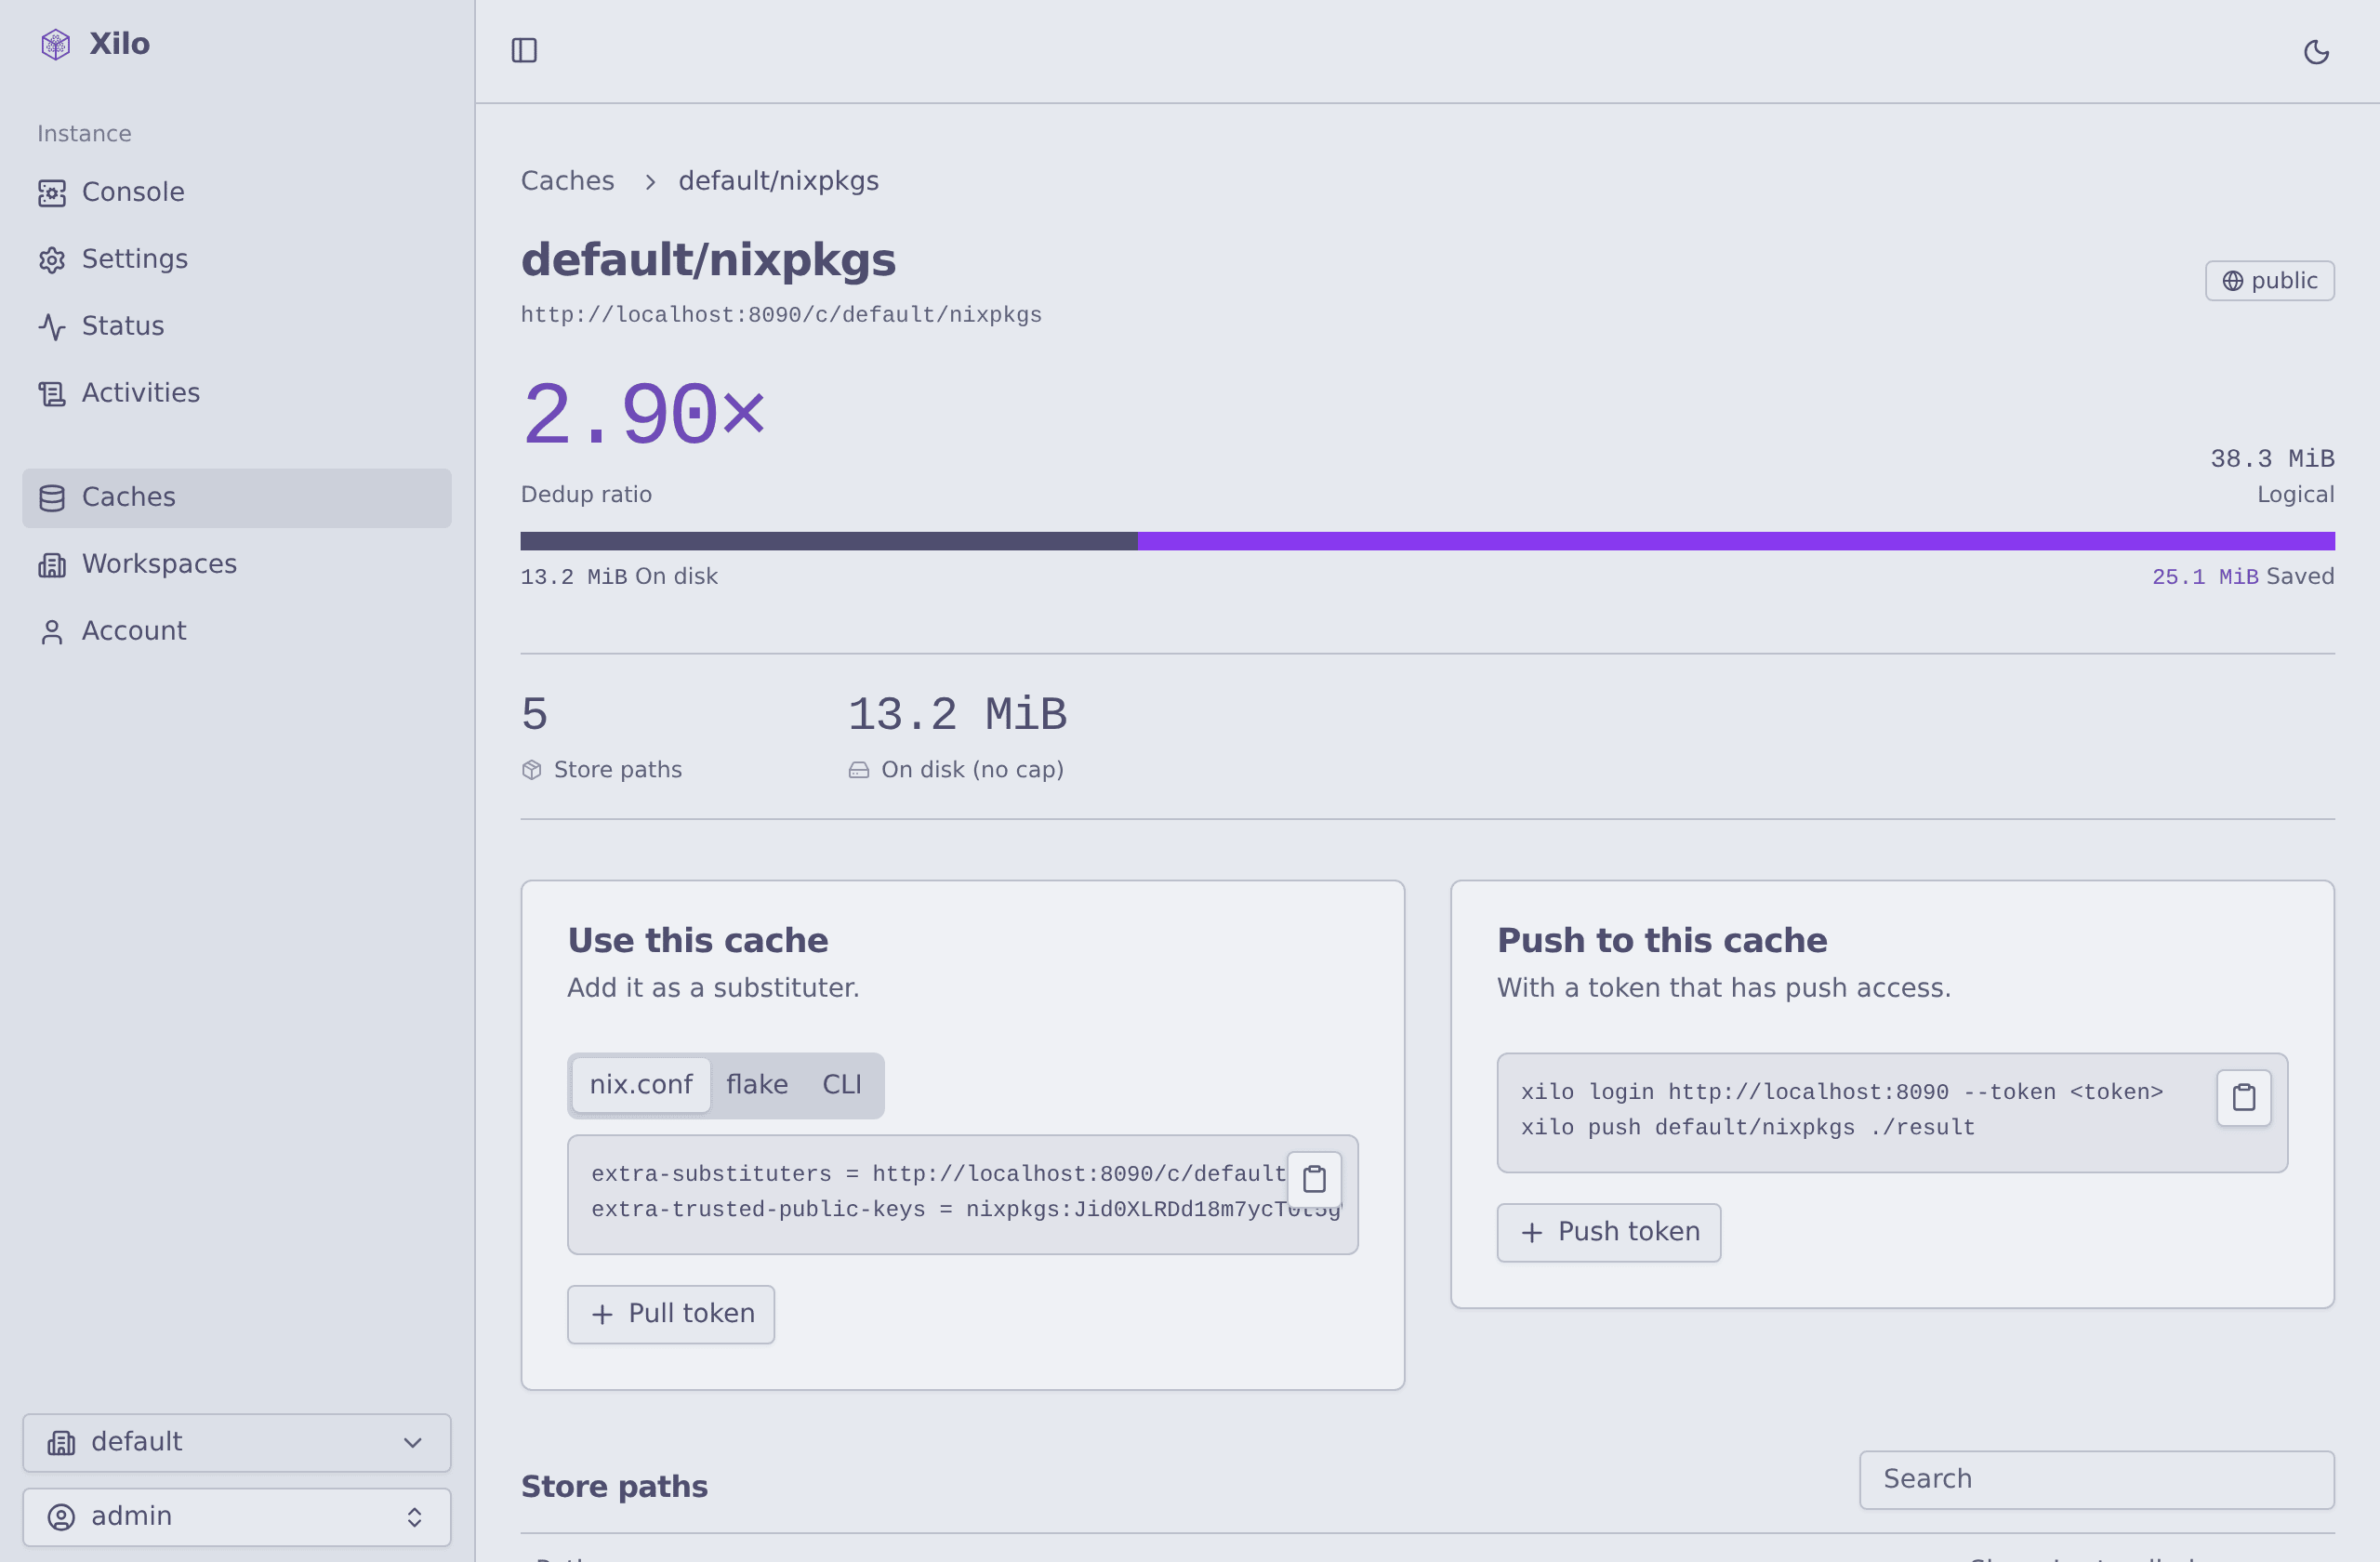 Xilo
Instance
Console
Settings
Status
Activities
Caches
Workspaces
Account
default
admin
Caches > default/nixpkgs
default/nixpkgs
public
http://localhost:8090/c/default/nixpkgs
2.90×
38.3 MiB
Dedup ratio
Logical
13.2 MiB On disk
25.1 MiB Saved
5
13.2 MiB
Store paths
On disk (no cap)
Use this cache
Add it as a substituter.
nix.conf flake CLI
extra-substituters = http://localhost:8090/c/default
extra-trusted-public-keys = nixpkgs:Jid0XLRDd18m7ycT0t5g
Pull token
Push to this cache
With a token that has push access.
xilo login http://localhost:8090 --token <token>
xilo push default/nixpkgs ./result
Push token
Store paths
Search